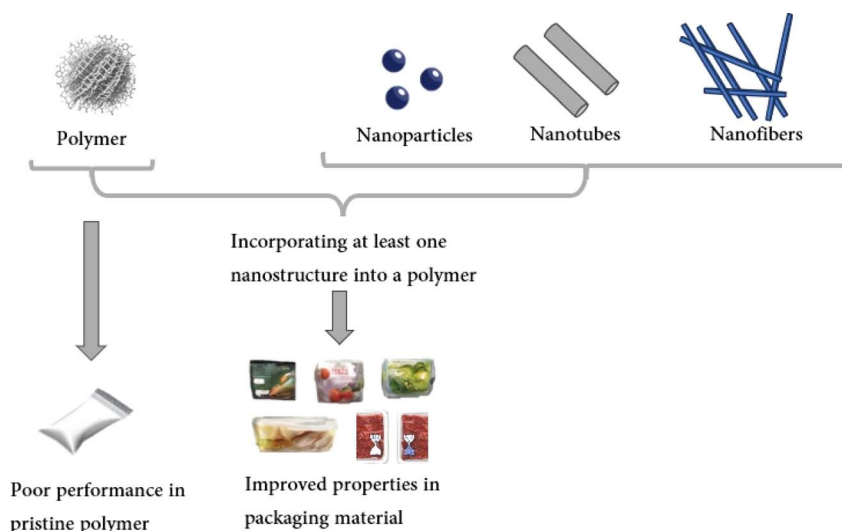 Polymer
Nanoparticles
Nanotubes
Nanofibers
Incorporating at least one
nanostructure into a polymer
Poor performance in
pristine polymer
Improved properties in
packaging material